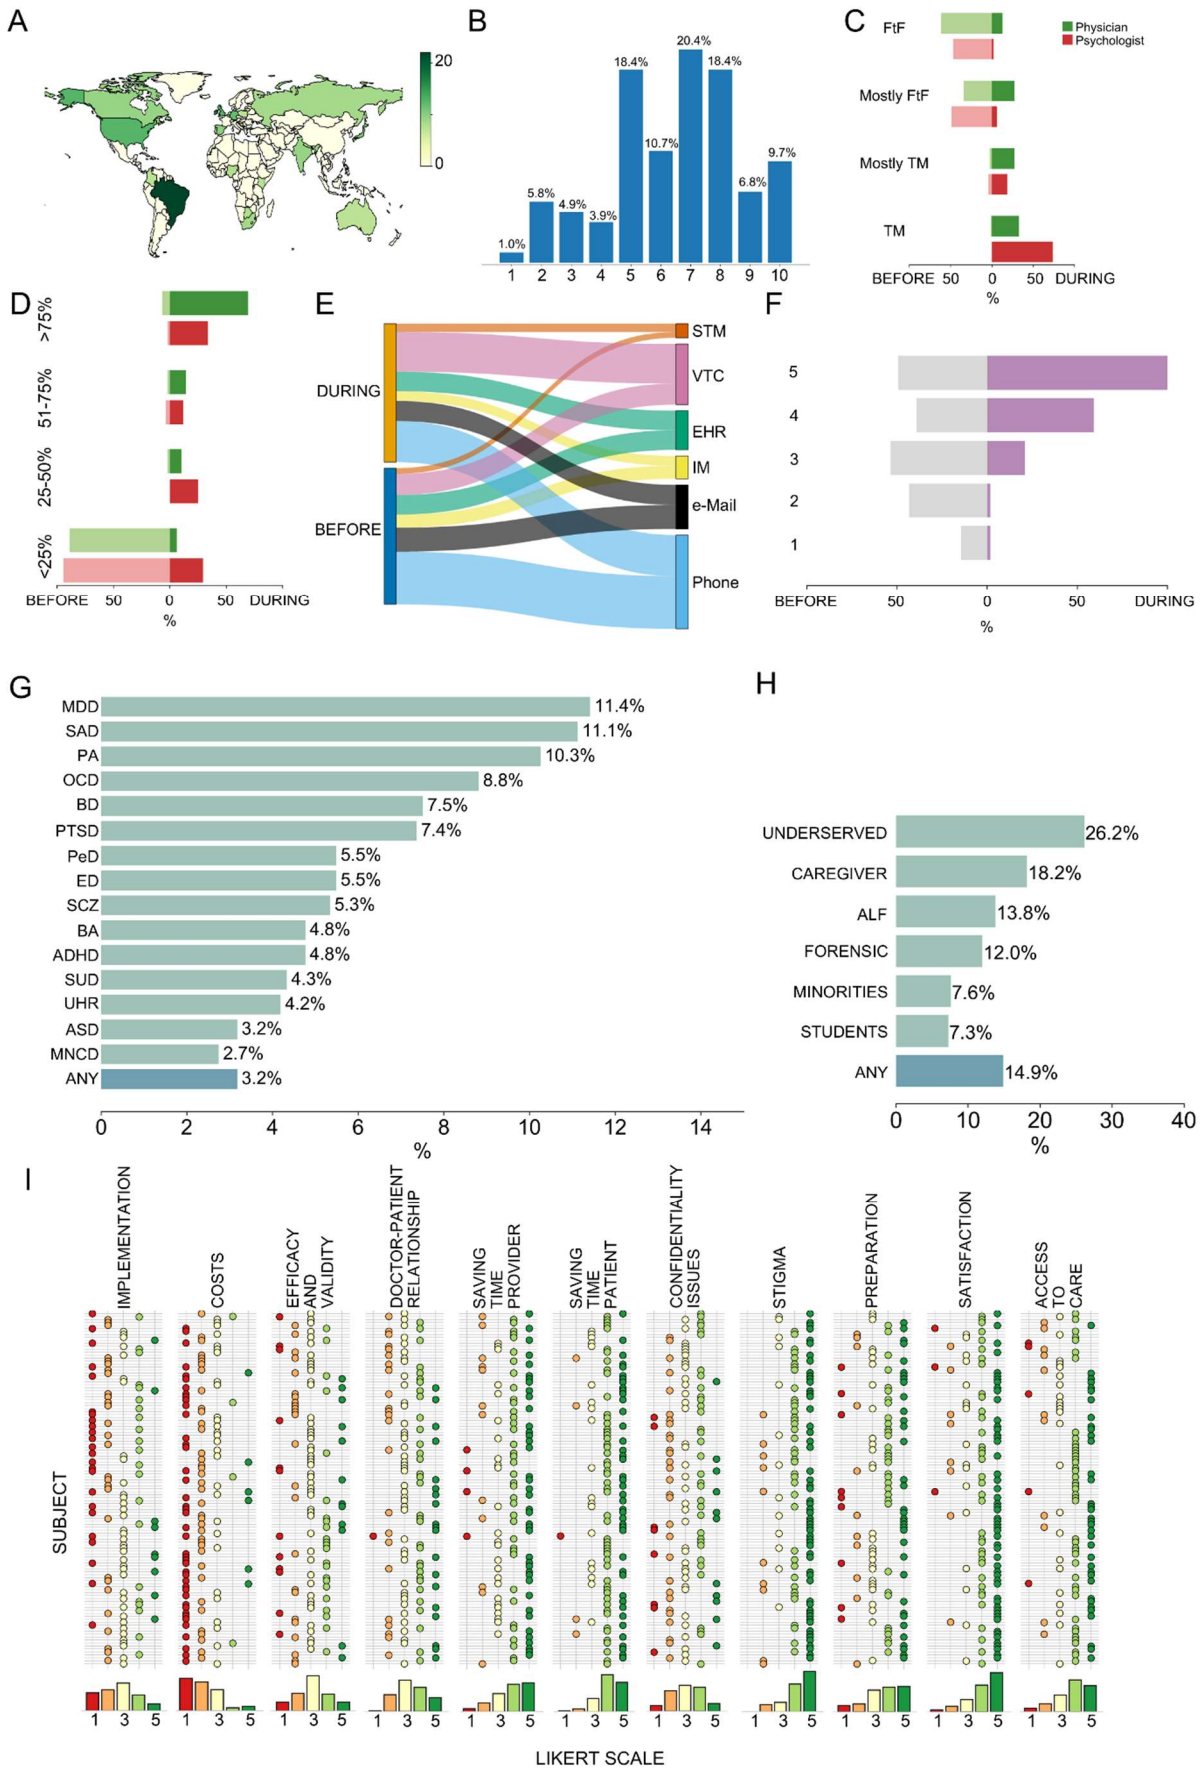 A
20
0
B
1.0%
5.8%
4.9%
3.9%
18.4%
10.7%
20.4%
18.4%
6.8%
9.7%
1 2 3 4 5 6 7 8 9 10
C
Physician
Psychologist
FtF
Mostly FtF
Mostly TM
TM
BEFORE 50 0 50 DURING
%
D
>75%
51-75%
25-50%
<25%
BEFORE 50 0 50 DURING
%
E
DURING
BEFORE
STM
VTC
EHR
IM
e-Mail
Phone
F
5
4
3
2
1
BEFORE 50 0 50 DURING
%
G
MDD 11.4%
SAD 11.1%
PA 10.3%
OCD 8.8%
BD 7.5%
PTSD 7.4%
PeD 5.5%
ED 5.5%
SCZ 5.3%
BA 4.8%
ADHD 4.8%
SUD 4.3%
UHR 4.2%
ASD 3.2%
MNCD 2.7%
ANY 3.2%
0 2 4 6 8 10 12 14
%
H
UNDERSERVED 26.2%
CAREGIVER 18.2%
ALF 13.8%
FORENSIC 12.0%
MINORITIES 7.6%
STUDENTS 7.3%
ANY 14.9%
0 10 20 30 40
%
I
IMPLEMENTATION
COSTS
EFFICACY
AND
VALIDITY
DOCTOR-PATIENT
RELATIONSHIP
SAVING
TIME
PROVIDER
SAVING
TIME
PATIENT
CONFIDENTIALITY
ISSUES
STIGMA
PREPARATION
SATISFACTION
ACCESS
TO
CARE
SUBJECT
1 3 5 1 3 5 1 3 5 1 3 5 1 3 5 1 3 5 1 3 5 1 3 5 1 3 5 1 3 5 1 3 5
LIKERT SCALE